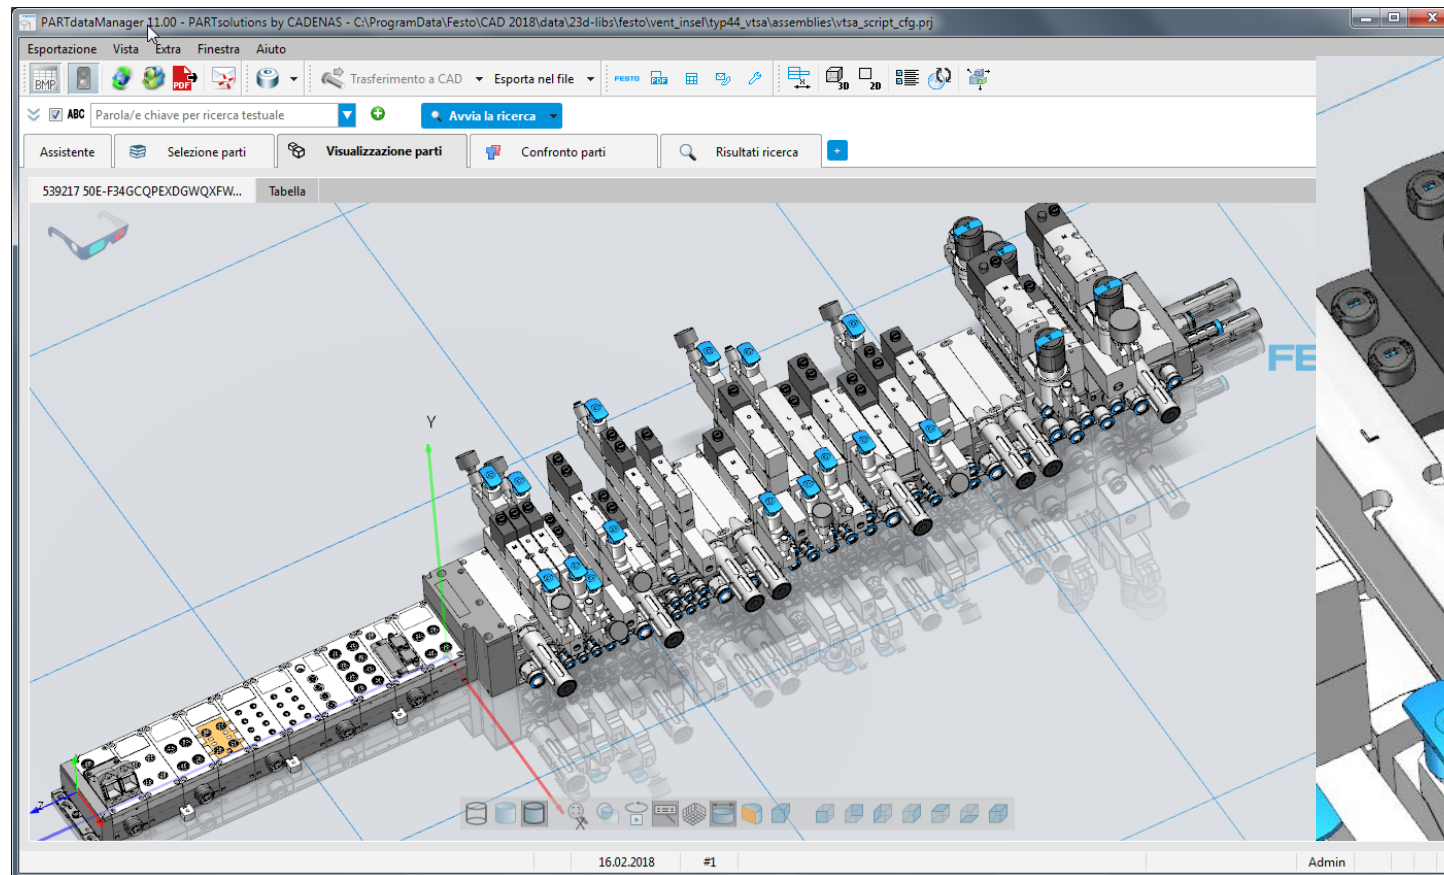 PARTdataManager 11.00 - PARTsolutions by CADENAS - C:\ProgramData\Festo\CAD 2018\data\23d-libs\festo\vent_insel\typ44_vtsa\assemblies\vtsa_script_cfg.prj
Esportazione Vista Extra Finestra Aiuto
BMP PDF Trasferimento a CAD Esporta nel file FESTO PDF 3D 2D
ABC Parola/e chiave per ricerca testuale Avvia la ricerca
Assistente Selezione parti Visualizzazione parti Confronto parti Risultati ricerca +
539217 50E-F34GCQPEXDGWQXFW... Tabella
FE
Y
Z
16.02.2018 #1 Admin